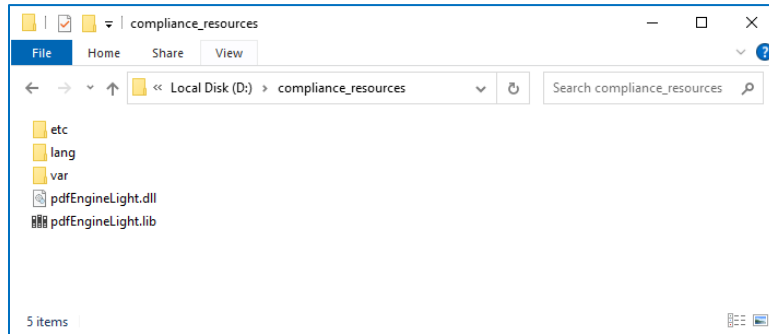 compliance_resources
File Home Share View
« Local Disk (D:) > compliance_resources Search compliance_resources
etc
lang
var
pdfEngineLight.dll
pdfEngineLight.lib
5 items